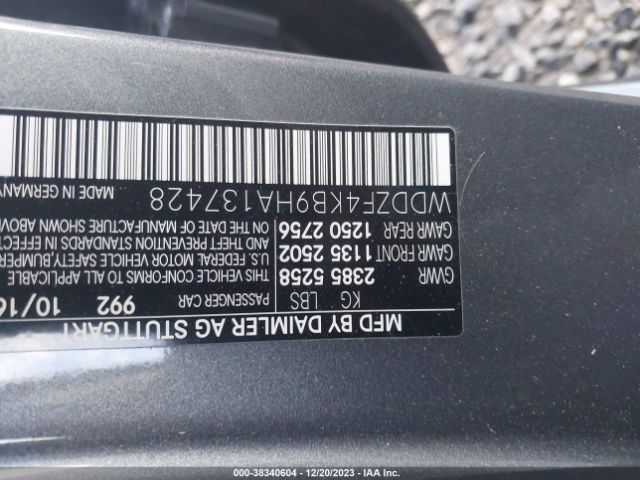 MFD BY DAIMLER AG STUTTGART
KG LBS
GWR 2385 5258
GAWR FRONT 1135 2502
GAWR REAR 1250 2756
PASSENGER CAR 992 10/16
THIS VEHICLE CONFORMS TO ALL APPLICABLE
U.S. FEDERAL MOTOR VEHICLE SAFETY,BUMPER
AND THEFT PREVENTION STANDARDS IN EFFECT
ON THE DATE OF MANUFACTURE SHOWN ABOVE
WDDZF4KB9HA137428
MADE IN GERMANY
000-38340604 / 12/20/2023 / IAA Inc.